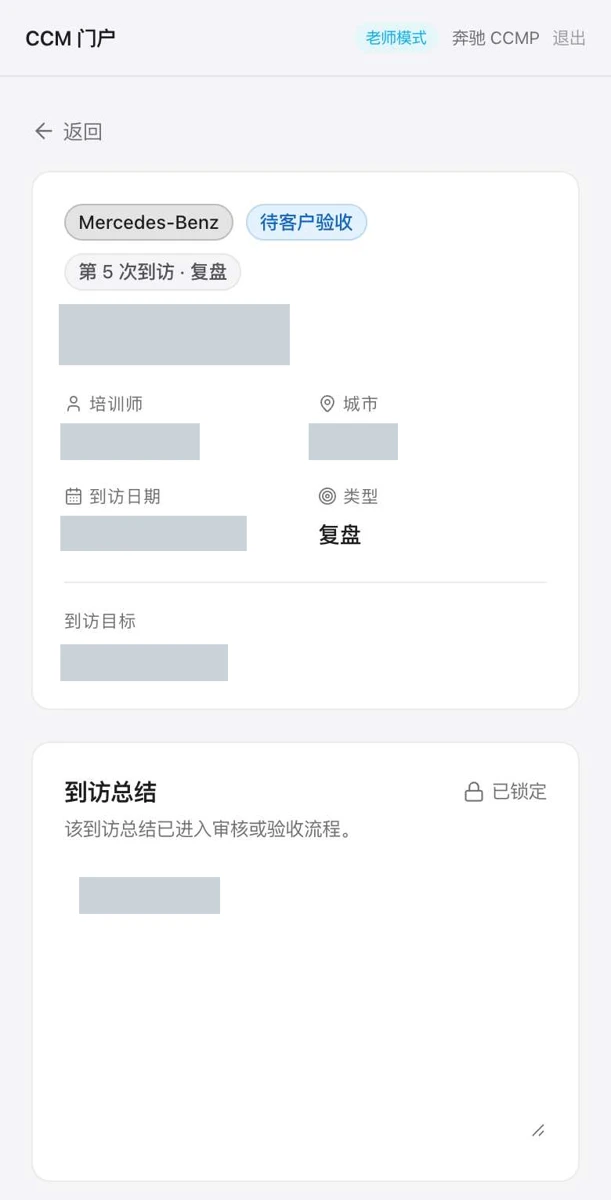 CCM 门户
老师模式 奔驰 CCMP 退出
返回
Mercedes-Benz 待客户验收
第 5 次到访 · 复盘
培训师 城市
到访日期 类型
复盘
到访目标
到访总结 已锁定
该到访总结已进入审核或验收流程。